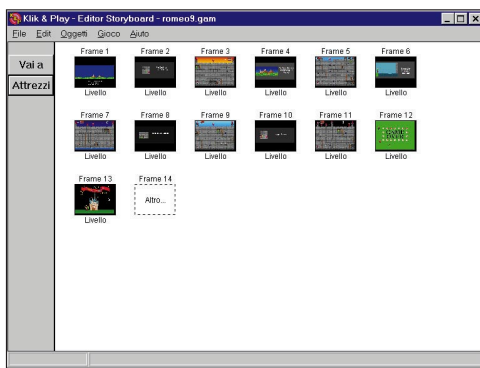 Klik & Play - Editor Storyboard - romeo9.gam
File Edit Oggetti Gioco Aiuto
Vai a
Attrezzi
Frame 1 Frame 2 Frame 3 Frame 4 Frame 5 Frame 6
Livello Livello Livello Livello Livello Livello
Frame 7 Frame 8 Frame 9 Frame 10 Frame 11 Frame 12
Livello Livello Livello Livello Livello Livello
Frame 13 Frame 14
Altro...
Livello